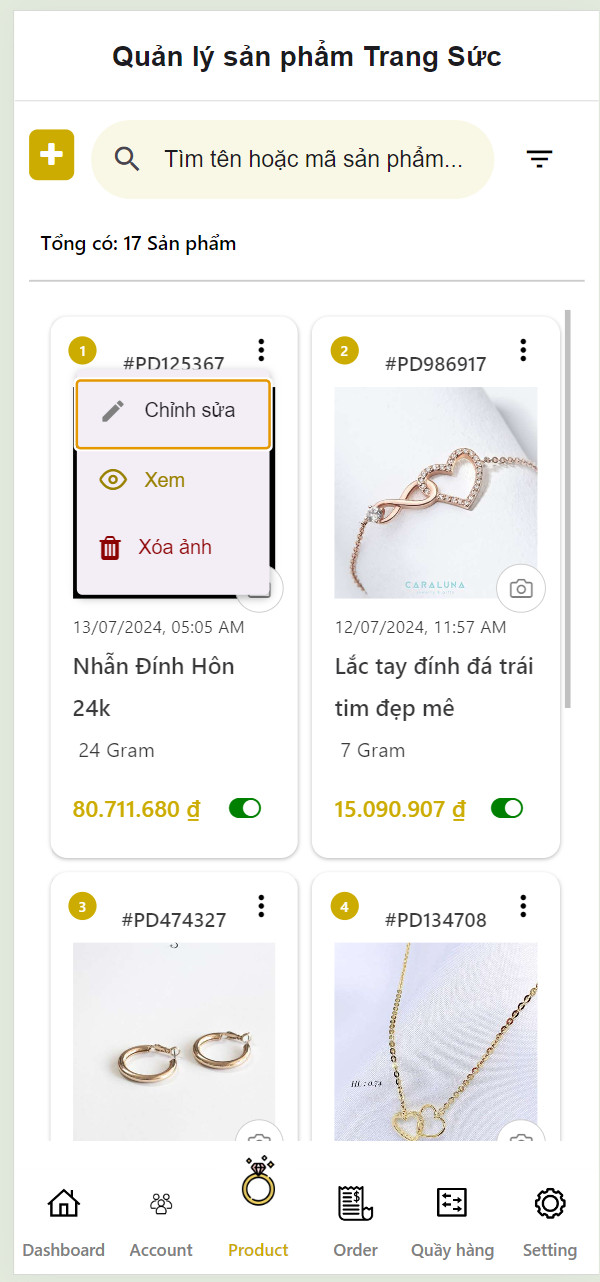 Quản lý sản phẩm Trang Sức
Tìm tên hoặc mã sản phẩm...
Tổng có: 17 Sản phẩm
1
#PD125367
Chỉnh sửa
Xem
Xóa ảnh
13/07/2024, 05:05 AM
Nhẫn Đính Hôn
24k
24 Gram
80.711.680 ₫
2
#PD986917
CARALUNA
12/07/2024, 11:57 AM
Lắc tay đính đá trái
tim đẹp mê
7 Gram
15.090.907 ₫
3
#PD474327
4
#PD134708
HL : 0.74
Dashboard
Account
Product
Order
Quầy hàng
Setting